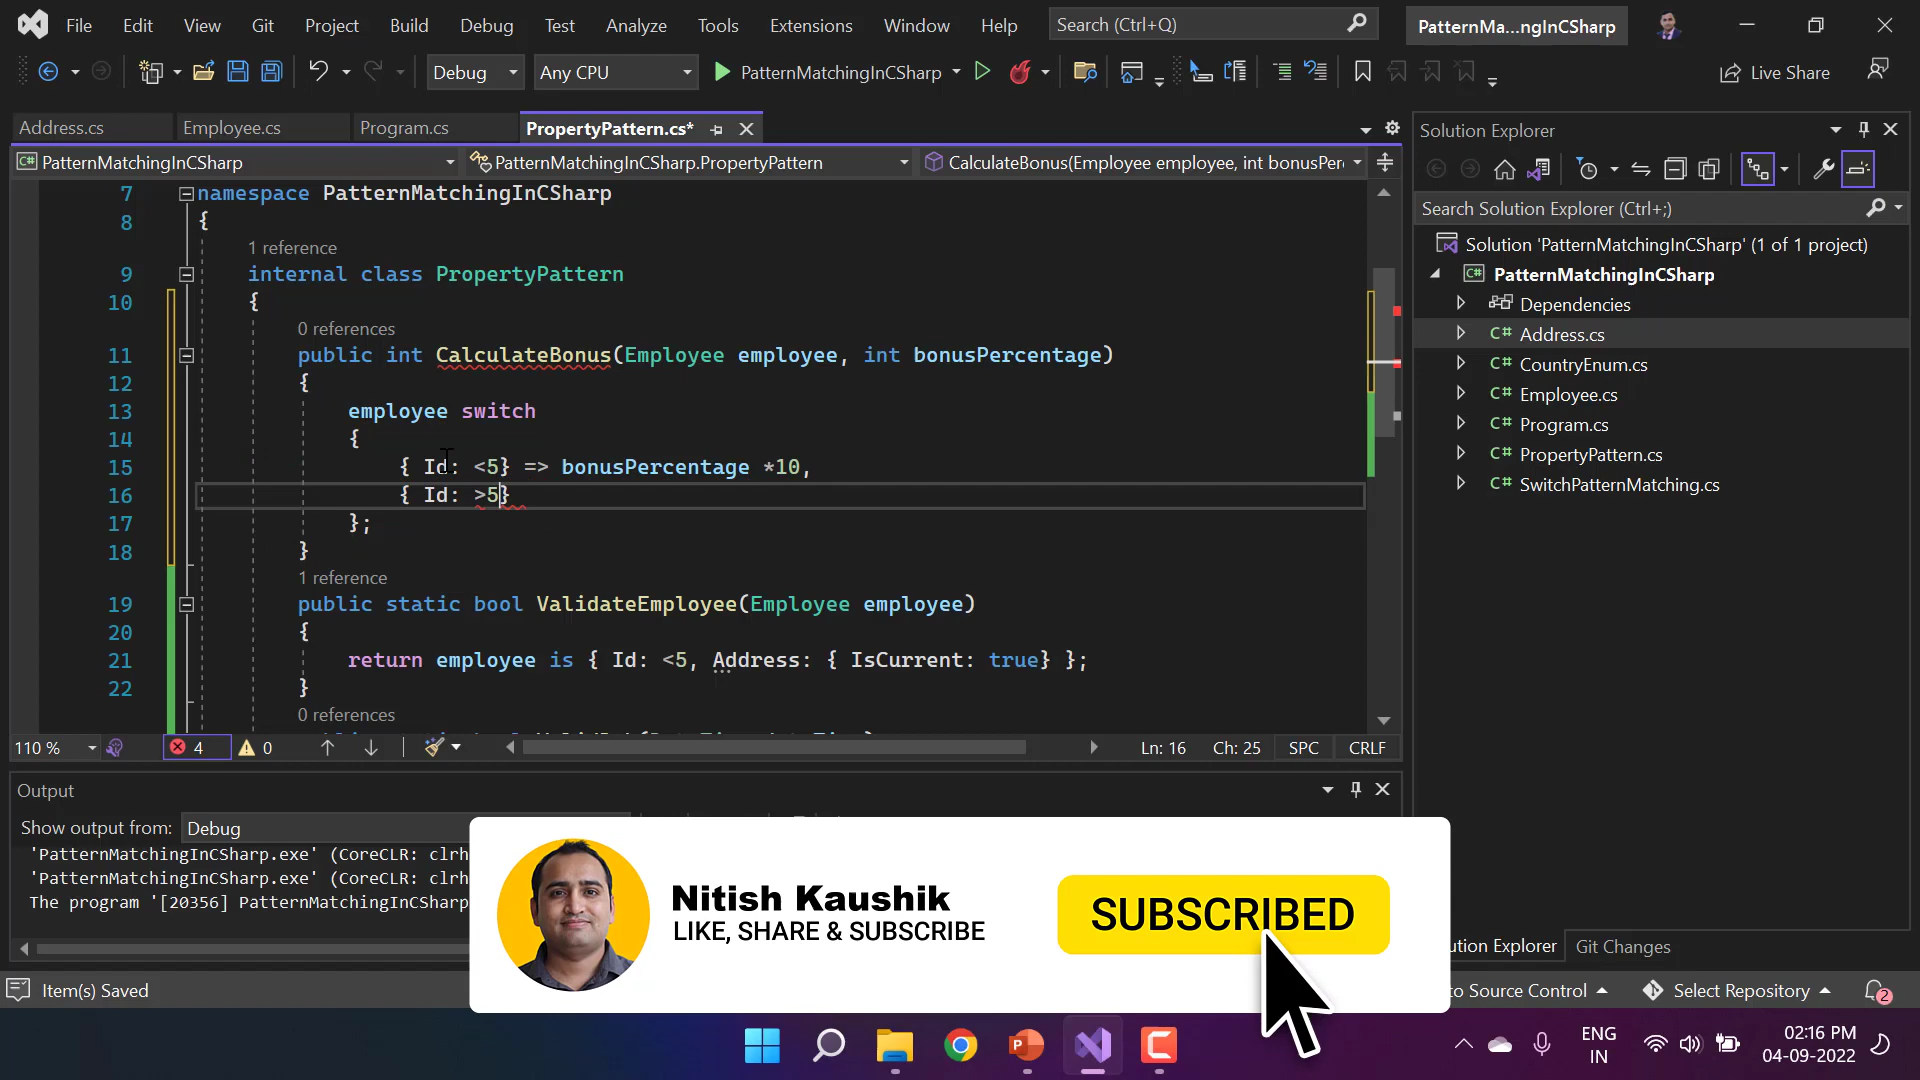 File Edit View Git Project Build Debug Test Analyze Tools Extensions Window Help Search (Ctrl+Q) PatternMa...ngInCSharp
Debug Any CPU PatternMatchingInCSharp Live Share
Address.cs Employee.cs Program.cs PropertyPattern.cs*
PatternMatchingInCSharp PatternMatchingInCSharp.PropertyPattern CalculateBonus(Employee employee, int bonusPer
7 namespace PatternMatchingInCSharp
8 {
1 reference
9 internal class PropertyPattern
10 {
0 references
11 public int CalculateBonus(Employee employee, int bonusPercentage)
12 {
13 employee switch
14 {
15 { Id: <5} => bonusPercentage *10,
16 { Id: >5}
17 };
18 }
1 reference
19 public static bool ValidateEmployee(Employee employee)
20 {
21 return employee is { Id: <5, Address: { IsCurrent: true} };
22 }
0 references
110 % 4 0 Ln: 16 Ch: 25 SPC CRLF
Output
Show output from: Debug
'PatternMatchingInCSharp.exe' (CoreCLR: clrh
'PatternMatchingInCSharp.exe' (CoreCLR: clrh
The program '[20356] PatternMatchingInCSharp
Solution Explorer
Search Solution Explorer (Ctrl+;)
Solution 'PatternMatchingInCSharp' (1 of 1 project)
C# PatternMatchingInCSharp
Dependencies
C# Address.cs
C# CountryEnum.cs
C# Employee.cs
C# Program.cs
C# PropertyPattern.cs
C# SwitchPatternMatching.cs
ution Explorer Git Changes
Nitish Kaushik
LIKE, SHARE & SUBSCRIBE
SUBSCRIBED
Item(s) Saved to Source Control Select Repository 2
ENG
IN
02:16 PM
04-09-2022